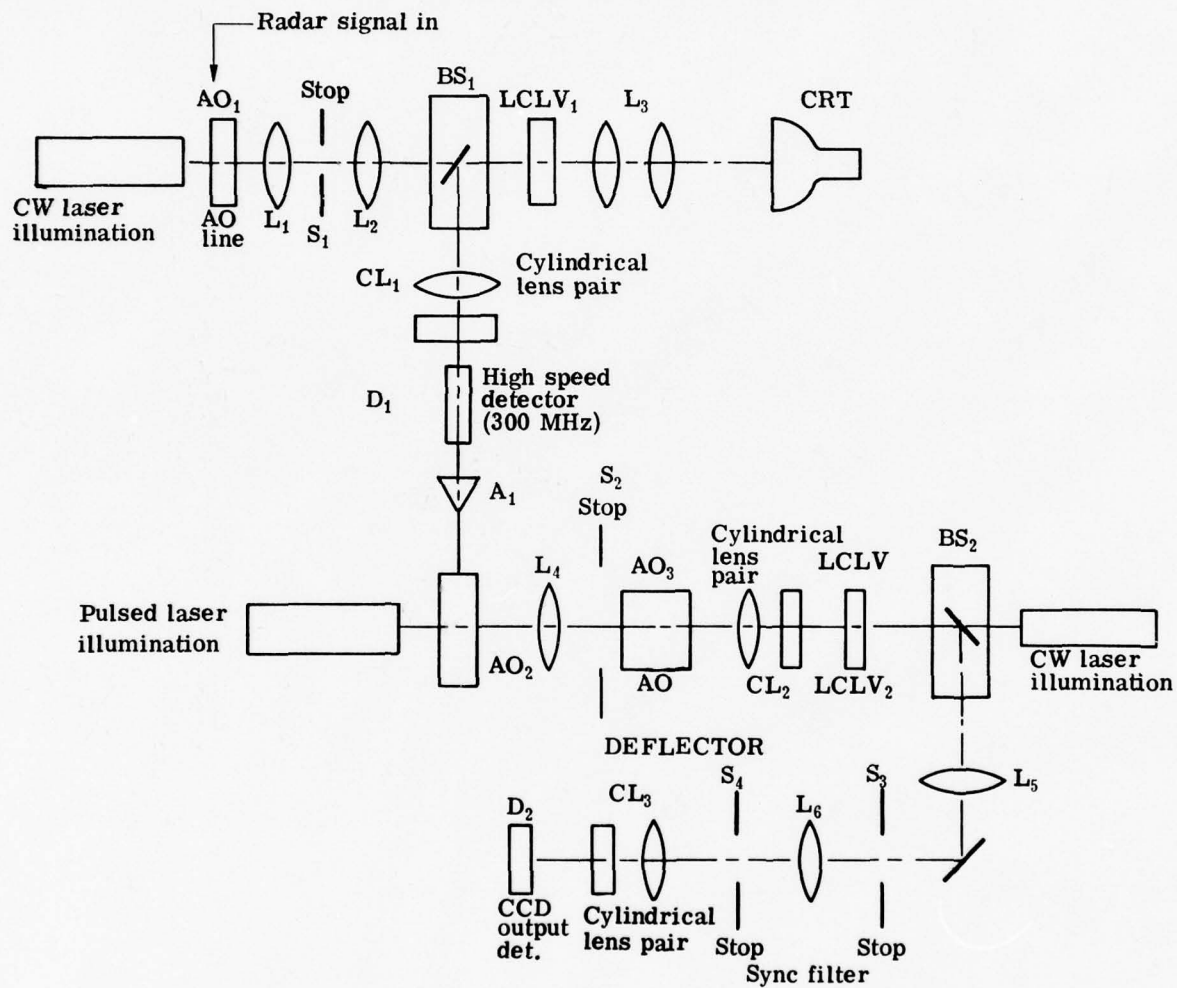 Radar signal in
AO₁
Stop
BS₁
LCLV₁
L₃
CRT
CW laser
illumination
AO
line
L₁
S₁
L₂
CL₁
Cylindrical
lens pair
D₁
High speed
detector
(300 MHz)
A₁
S₂
Stop
Pulsed laser
illumination
AO₂
L₄
AO₃
AO
DEFLECTOR
Cylindrical
lens
pair
CL₂
LCLV
LCLV₂
BS₂
CW laser
illumination
L₅
S₃
L₆
S₄
CL₃
D₂
CCD
output
det.
Cylindrical
lens pair
Stop
Stop
Sync filter